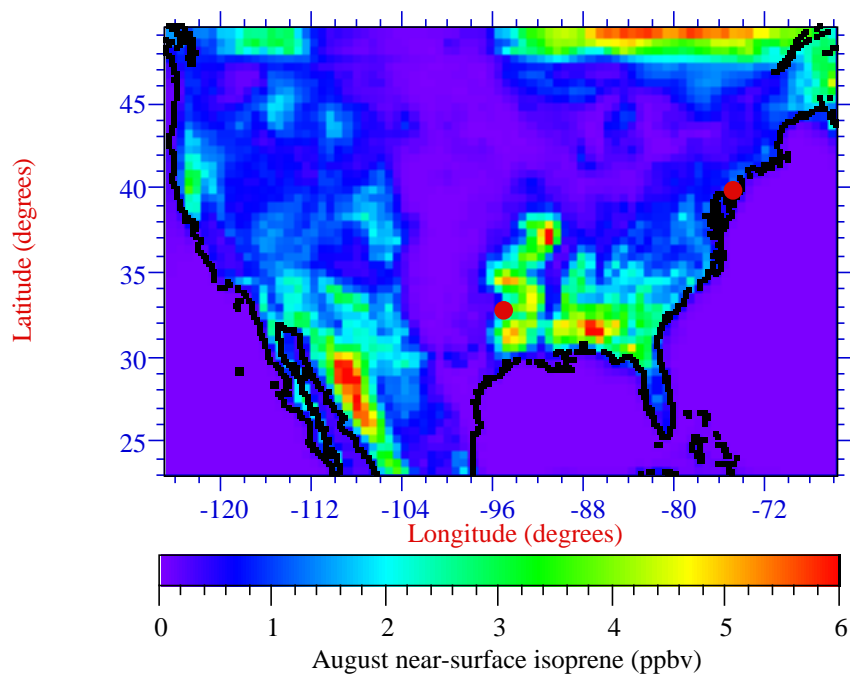 Latitude (degrees)
45
40
35
30
25
-120 -112 -104 -96 -88 -80 -72
Longitude (degrees)
0 1 2 3 4 5 6
August near-surface isoprene (ppbv)